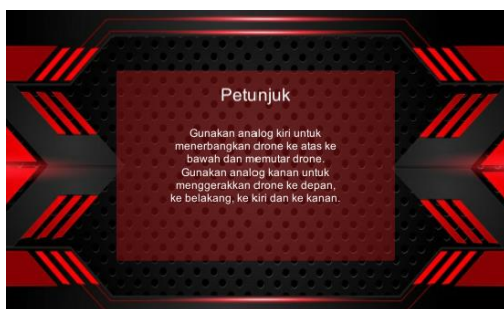 Petunjuk
Gunakan analog kiri untuk
menerbangkan drone ke atas ke
bawah dan memutar drone.
Gunakan analog kanan untuk
menggerakkan drone ke depan,
ke belakang, ke kiri dan ke kanan.